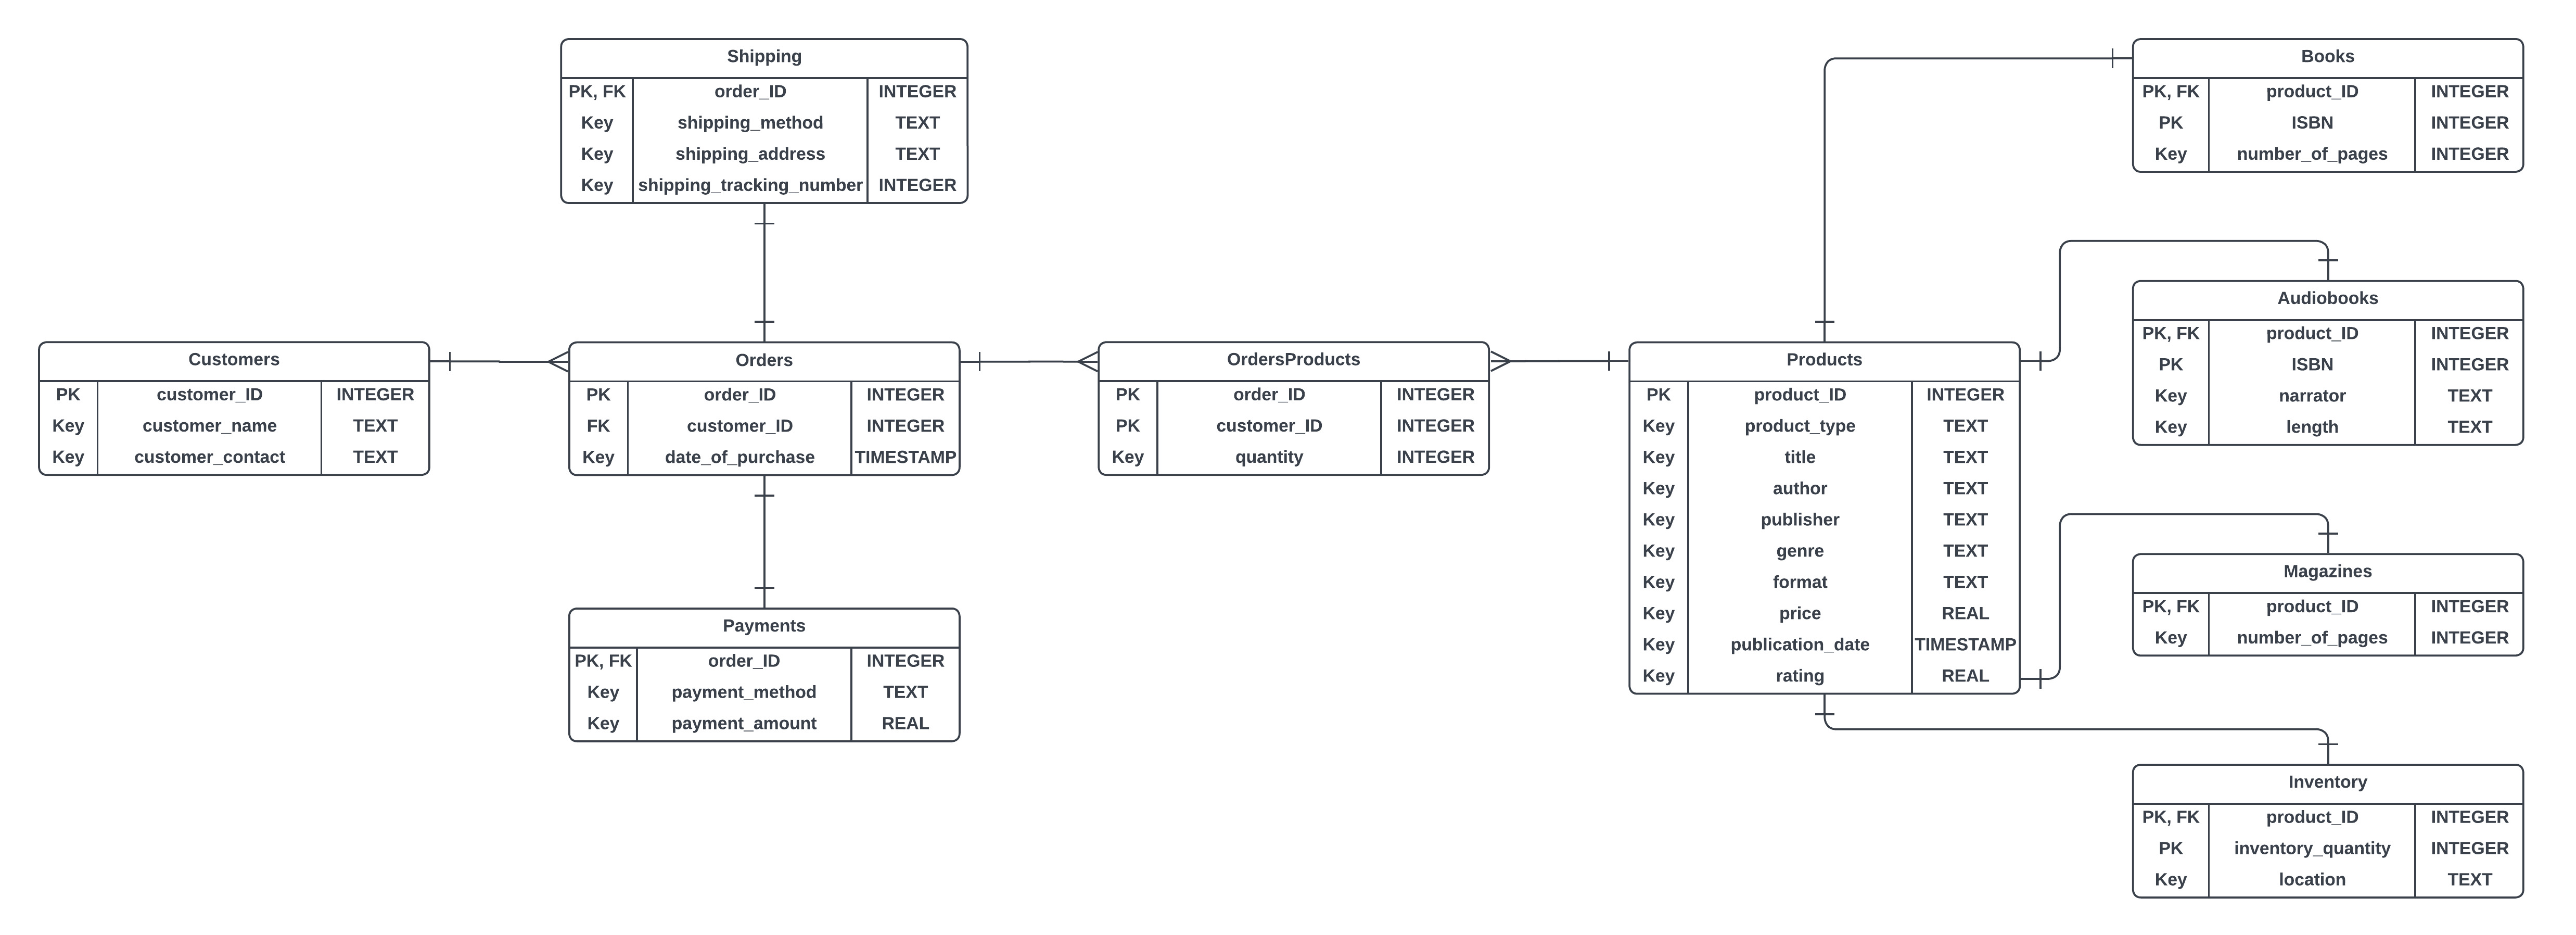 Shipping
PK, FK order_ID INTEGER
Key shipping_method TEXT
Key shipping_address TEXT
Key shipping_tracking_number INTEGER
Books
PK, FK product_ID INTEGER
PK ISBN INTEGER
Key number_of_pages INTEGER
Audiobooks
PK, FK product_ID INTEGER
PK ISBN INTEGER
Key narrator TEXT
Key length TEXT
Customers
PK customer_ID INTEGER
Key customer_name TEXT
Key customer_contact TEXT
Orders
PK order_ID INTEGER
FK customer_ID INTEGER
Key date_of_purchase TIMESTAMP
OrdersProducts
PK order_ID INTEGER
PK customer_ID INTEGER
Key quantity INTEGER
Products
PK product_ID INTEGER
Key product_type TEXT
Key title TEXT
Key author TEXT
Key publisher TEXT
Key genre TEXT
Key format TEXT
Key price REAL
Key publication_date TIMESTAMP
Key rating REAL
Magazines
PK, FK product_ID INTEGER
Key number_of_pages INTEGER
Payments
PK, FK order_ID INTEGER
Key payment_method TEXT
Key payment_amount REAL
Inventory
PK, FK product_ID INTEGER
PK inventory_quantity INTEGER
Key location TEXT